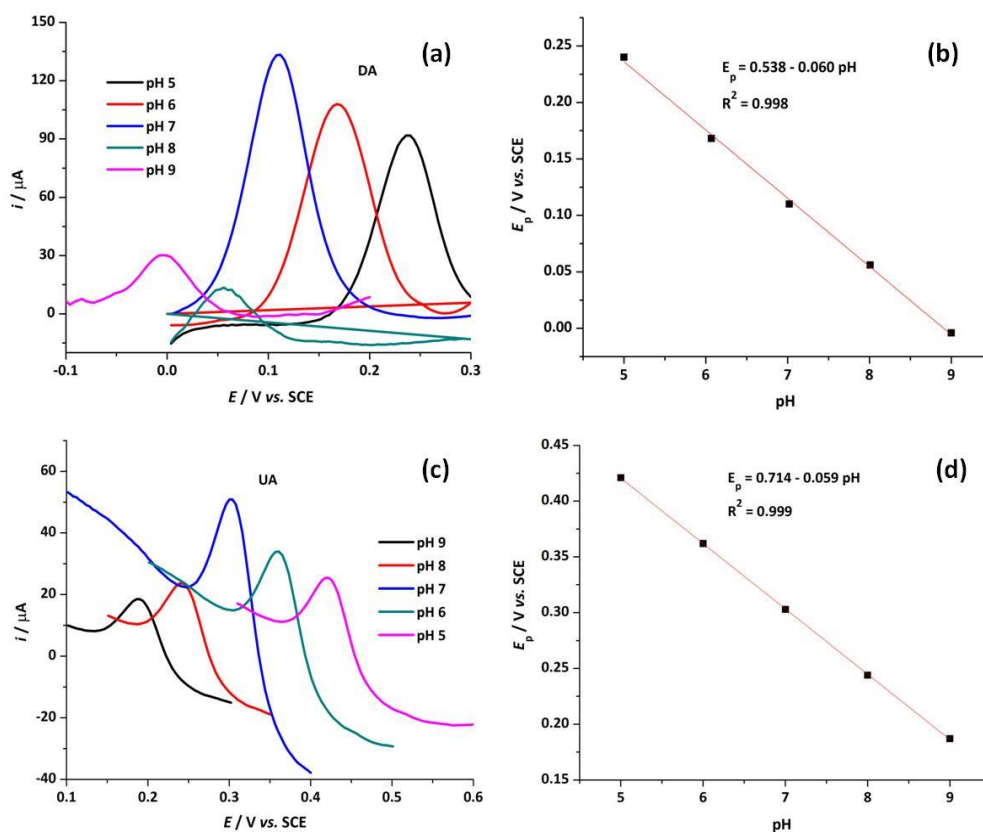 (a)
DA
pH 5
pH 6
pH 7
pH 8
pH 9
150
120
90
60
30
0
i / μA
-0.1 0.0 0.1 0.2 0.3
E / V vs. SCE
(b)
E_p = 0.538 - 0.060 pH
R^2 = 0.998
0.25
0.20
0.15
0.10
0.05
0.00
E_p / V vs. SCE
5 6 7 8 9
pH
(c)
UA
pH 9
pH 8
pH 7
pH 6
pH 5
60
40
20
0
-20
-40
i / μA
0.1 0.2 0.3 0.4 0.5 0.6
E / V vs. SCE
(d)
E_p = 0.714 - 0.059 pH
R^2 = 0.999
0.45
0.40
0.35
0.30
0.25
0.20
0.15
E_p / V vs. SCE
5 6 7 8 9
pH